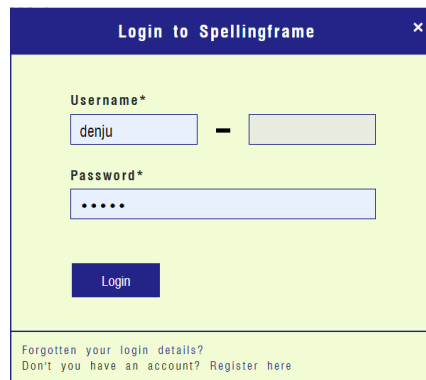 Login to Spellingframe ×
Username*
denju –
Password*
•••••
Login
Forgotten your login details?
Don't you have an account? Register here